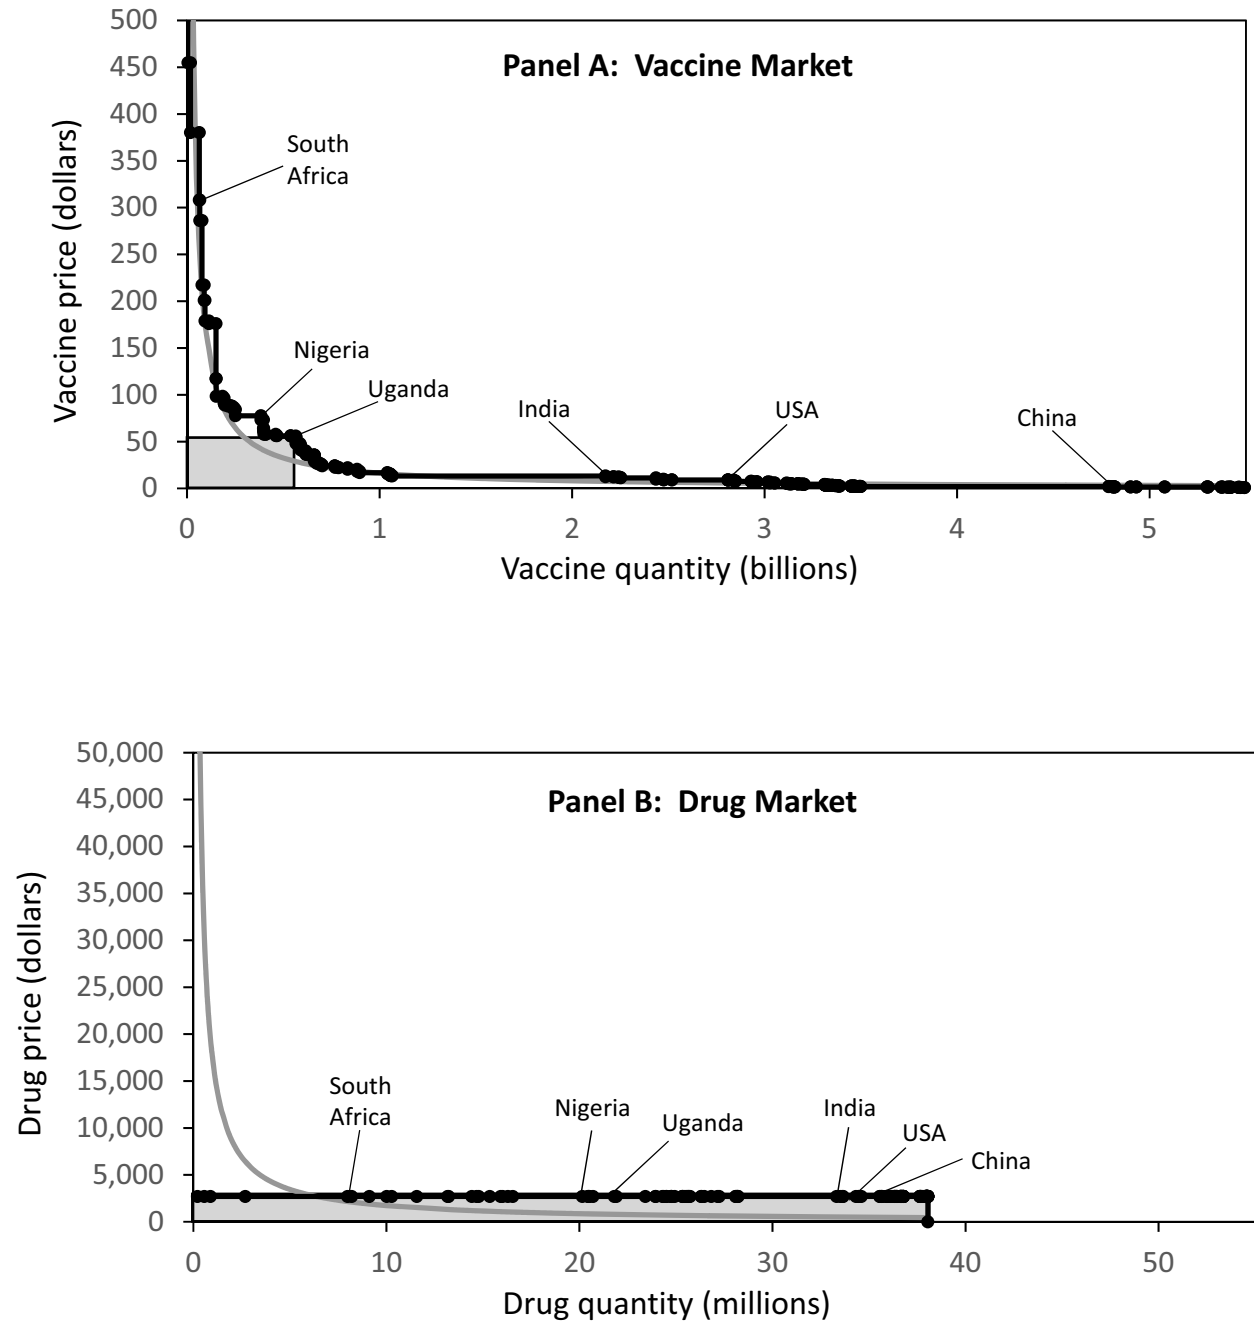 Panel A: Vaccine Market
Vaccine price (dollars)
500
450
400
350
300
250
200
150
100
50
0
South
Africa
Nigeria
Uganda
India
USA
China
0 1 2 3 4 5
Vaccine quantity (billions)
Panel B: Drug Market
Drug price (dollars)
50,000
45,000
40,000
35,000
30,000
25,000
20,000
15,000
10,000
5,000
0
South
Africa
Nigeria
Uganda
India
USA
China
0 10 20 30 40 50
Drug quantity (millions)